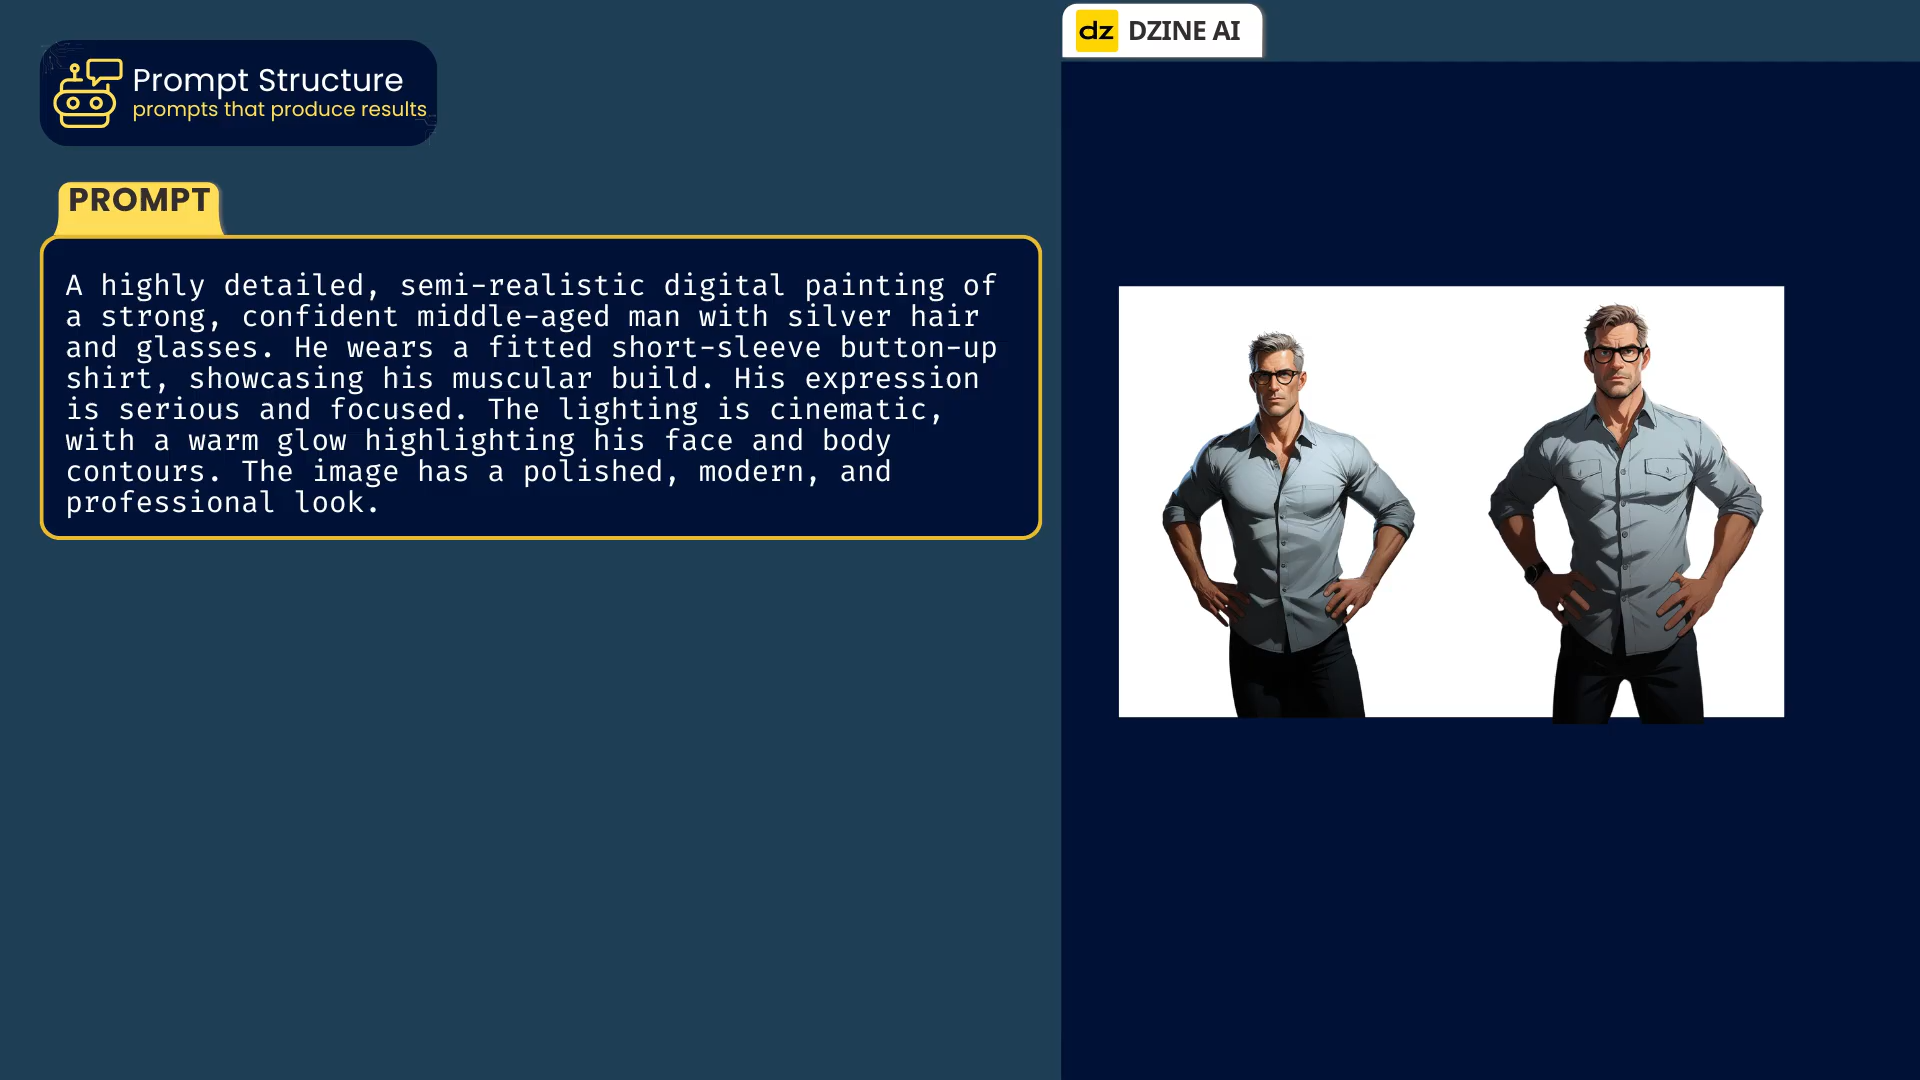 Prompt Structure
prompts that produce results
PROMPT
A highly detailed, semi-realistic digital painting of
a strong, confident middle-aged man with silver hair
and glasses. He wears a fitted short-sleeve button-up
shirt, showcasing his muscular build. His expression
is serious and focused. The lighting is cinematic,
with a warm glow highlighting his face and body
contours. The image has a polished, modern, and
professional look.
dz DZINE AI